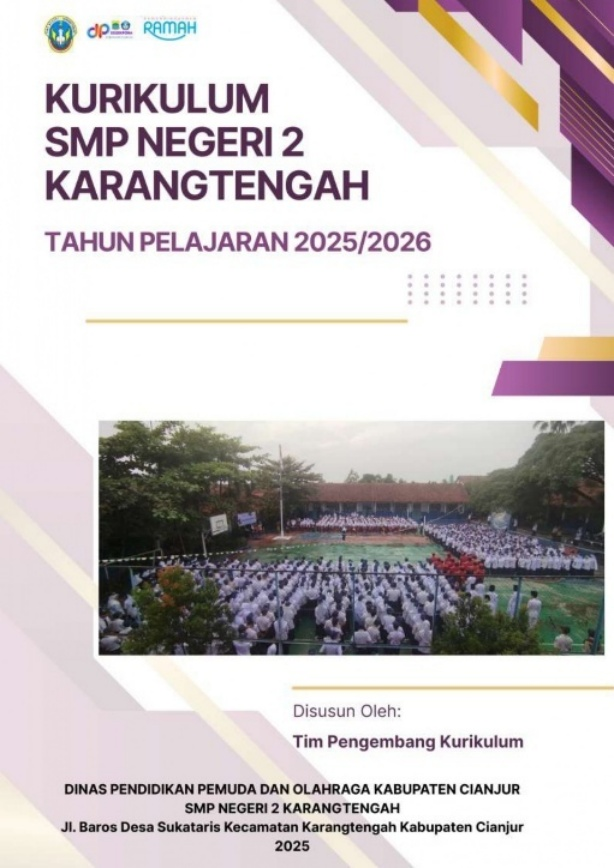 RAMAH
KURIKULUM
SMP NEGERI 2
KARANGTENGAH
TAHUN PELAJARAN 2025/2026
Disusun Oleh:
Tim Pengembang Kurikulum
DINAS PENDIDIKAN PEMUDA DAN OLAHRAGA KABUPATEN CIANJUR
SMP NEGERI 2 KARANGTENGAH
Jl. Baros Desa Sukataris Kecamatan Karangtengah Kabupaten Cianjur
2025